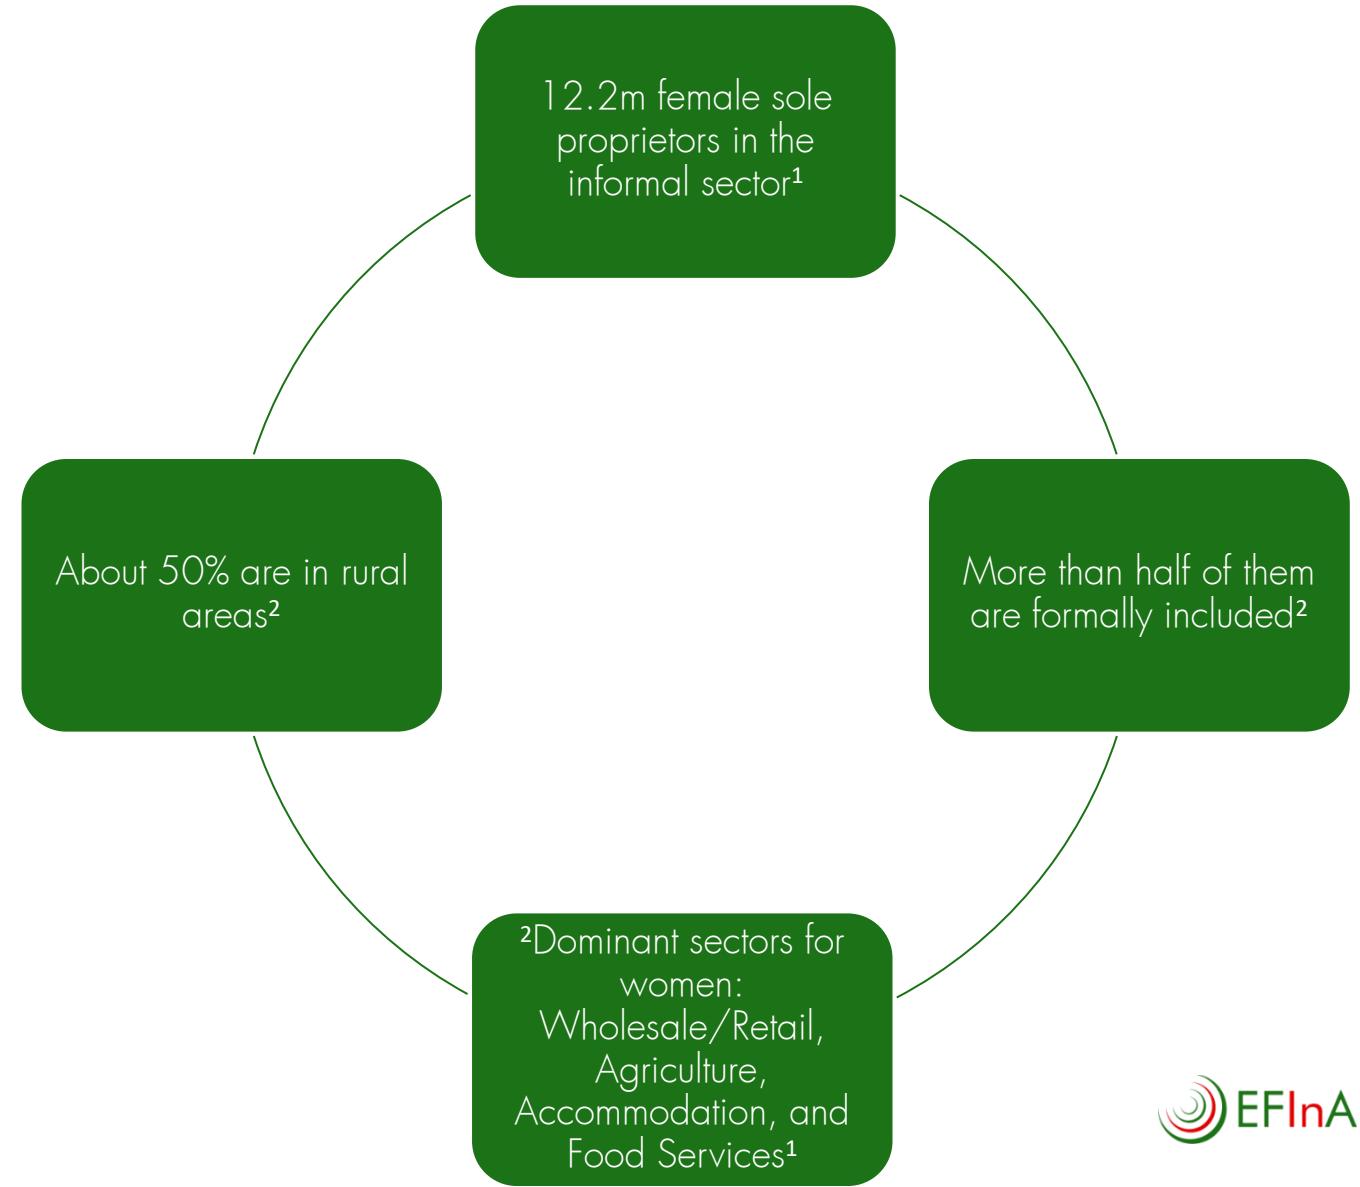 12.2m female sole
proprietors in the
informal sector¹
About 50% are in rural
areas²
More than half of them
are formally included²
²Dominant sectors for
women:
Wholesale/Retail,
Agriculture,
Accommodation, and
Food Services¹
EFInA